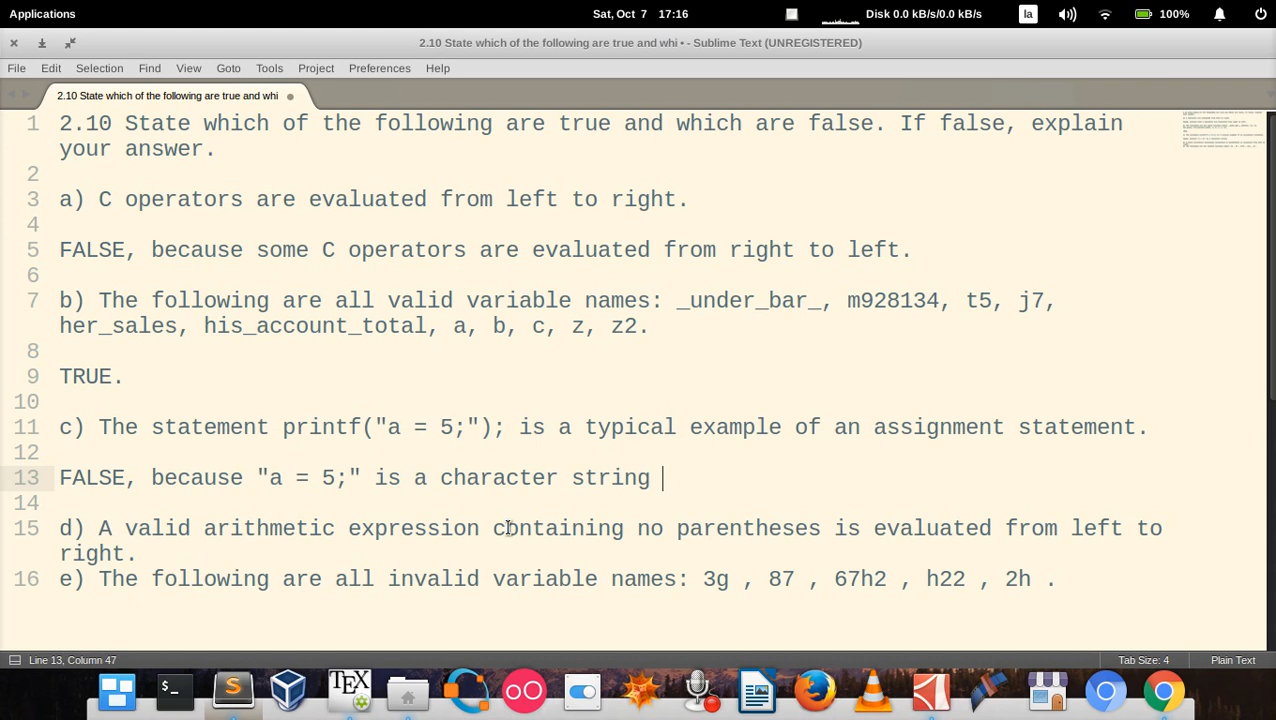 Applications
Sat, Oct 7 17:16
Disk 0.0 kB/s/0.0 kB/s
la
100%
2.10 State which of the following are true and whi • - Sublime Text (UNREGISTERED)
File Edit Selection Find View Goto Tools Project Preferences Help
2.10 State which of the following are true and whi
1 2.10 State which of the following are true and which are false. If false, explain
your answer.
2
3 a) C operators are evaluated from left to right.
4
5 FALSE, because some C operators are evaluated from right to left.
6
7 b) The following are all valid variable names: _under_bar_, m928134, t5, j7,
her_sales, his_account_total, a, b, c, z, z2.
8
9 TRUE.
10
11 c) The statement printf("a = 5;"); is a typical example of an assignment statement.
12
13 FALSE, because "a = 5;" is a character string
14
15 d) A valid arithmetic expression containing no parentheses is evaluated from left to
right.
16 e) The following are all invalid variable names: 3g , 87 , 67h2 , h22 , 2h .
Line 13, Column 47
Tab Size: 4
Plain Text
>_
S
TEX